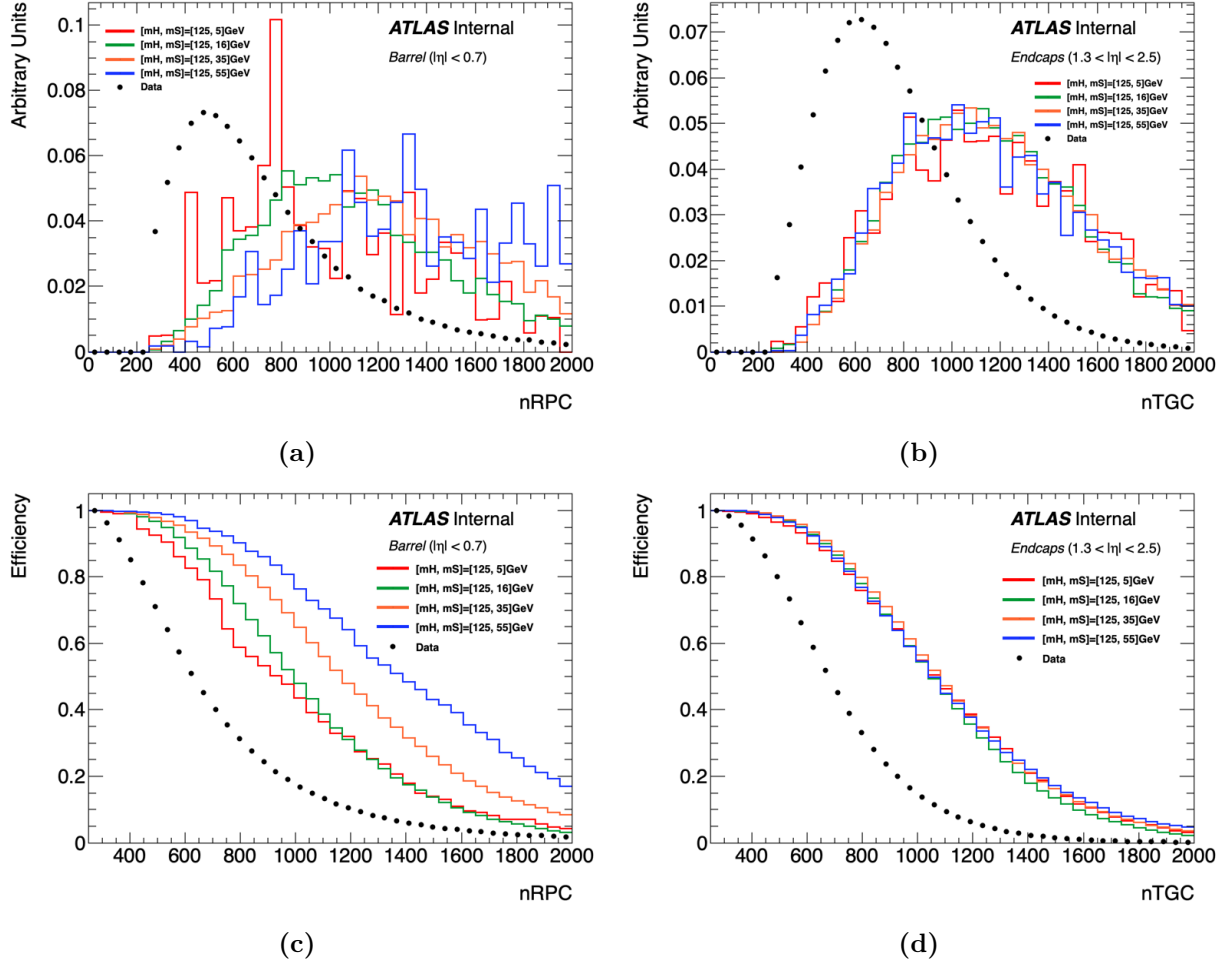 Arbitrary Units
0.1
0.08
0.06
0.04
0.02
0
[mH, mS]=[125, 5]GeV
[mH, mS]=[125, 16]GeV
[mH, mS]=[125, 35]GeV
[mH, mS]=[125, 55]GeV
Data
ATLAS Internal
Barrel (|η| < 0.7)
0 200 400 600 800 1000 1200 1400 1600 1800 2000
nRPC
(a)
Arbitrary Units
0.07
0.06
0.05
0.04
0.03
0.02
0.01
0
ATLAS Internal
Endcaps (1.3 < |η| < 2.5)
[mH, mS]=[125, 5]GeV
[mH, mS]=[125, 16]GeV
[mH, mS]=[125, 35]GeV
[mH, mS]=[125, 55]GeV
Data
0 200 400 600 800 1000 1200 1400 1600 1800 2000
nTGC
(b)
Efficiency
1
0.8
0.6
0.4
0.2
0
ATLAS Internal
Barrel (|η| < 0.7)
[mH, mS]=[125, 5]GeV
[mH, mS]=[125, 16]GeV
[mH, mS]=[125, 35]GeV
[mH, mS]=[125, 55]GeV
Data
400 600 800 1000 1200 1400 1600 1800 2000
nRPC
(c)
Efficiency
1
0.8
0.6
0.4
0.2
0
ATLAS Internal
Endcaps (1.3 < |η| < 2.5)
[mH, mS]=[125, 5]GeV
[mH, mS]=[125, 16]GeV
[mH, mS]=[125, 35]GeV
[mH, mS]=[125, 55]GeV
Data
400 600 800 1000 1200 1400 1600 1800 2000
nTGC
(d)